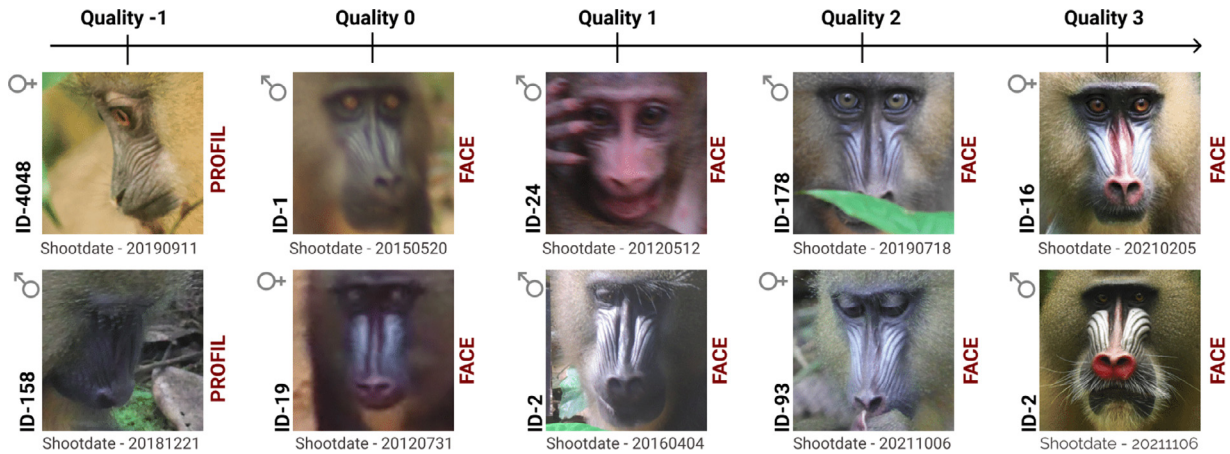 Quality -1 Quality 0 Quality 1 Quality 2 Quality 3
♀ ID-4048 PROFIL ♂ ID-1 FACE ♂ ID-24 FACE ♂ ID-178 FACE ♀ ID-16 FACE
Shootdate - 20190911 Shootdate - 20150520 Shootdate - 20120512 Shootdate - 20190718 Shootdate - 20210205
♂ ID-158 PROFIL ♀ ID-19 FACE ♂ ID-2 FACE ♀ ID-93 FACE ♂ ID-2 FACE
Shootdate - 20181221 Shootdate - 20120731 Shootdate - 20160404 Shootdate - 20211006 Shootdate - 20211106